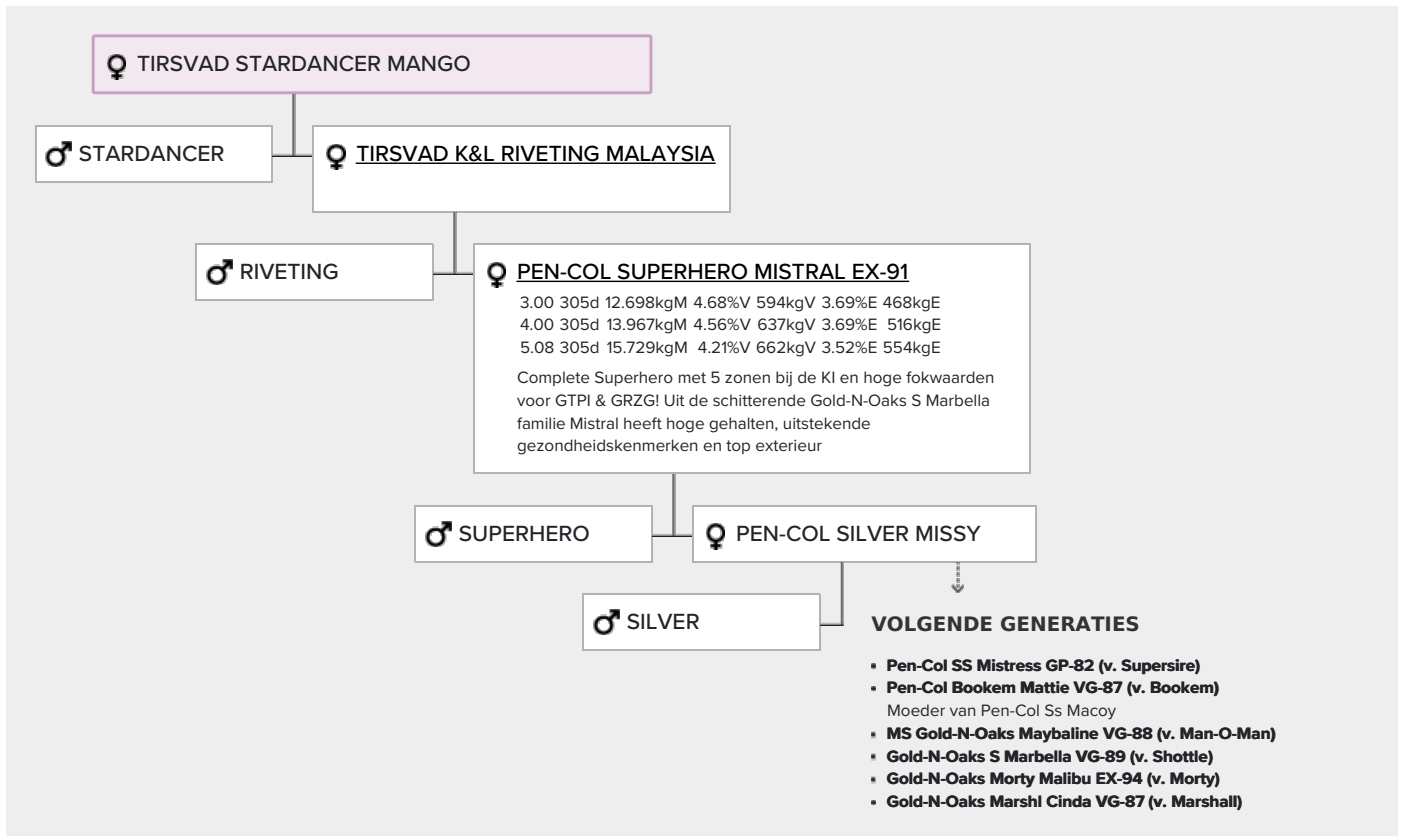 TIRSVAD STARDANCER MANGO
STARDANCER
TIRSVAD K&L RIVETING MALAYSIA
RIVETING
PEN-COL SUPERHERO MISTRAL EX-91
3.00 305d 12.698kgM 4.68%V 594kgV 3.69%E 468kgE
4.00 305d 13.967kgM 4.56%V 637kgV 3.69%E 516kgE
5.08 305d 15.729kgM 4.21%V 662kgV 3.52%E 554kgE
Complete Superhero met 5 zonen bij de KI en hoge fokwaarden
voor GTPI & GRZG! Uit de schitterende Gold-N-Oaks S Marbella
familie Mistral heeft hoge gehalten, uitstekende
gezondheidskenmerken en top exterieur
SUPERHERO
PEN-COL SILVER MISSY
SILVER
VOLGENDE GENERATIES
Pen-Col SS Mistress GP-82 (v. Supersire)
Pen-Col Bookem Mattie VG-87 (v. Bookem)
Moeder van Pen-Col Ss Macoy
MS Gold-N-Oaks Maybaline VG-88 (v. Man-O-Man)
Gold-N-Oaks S Marbella VG-89 (v. Shottle)
Gold-N-Oaks Morty Malibu EX-94 (v. Morty)
Gold-N-Oaks Marshl Cinda VG-87 (v. Marshall)